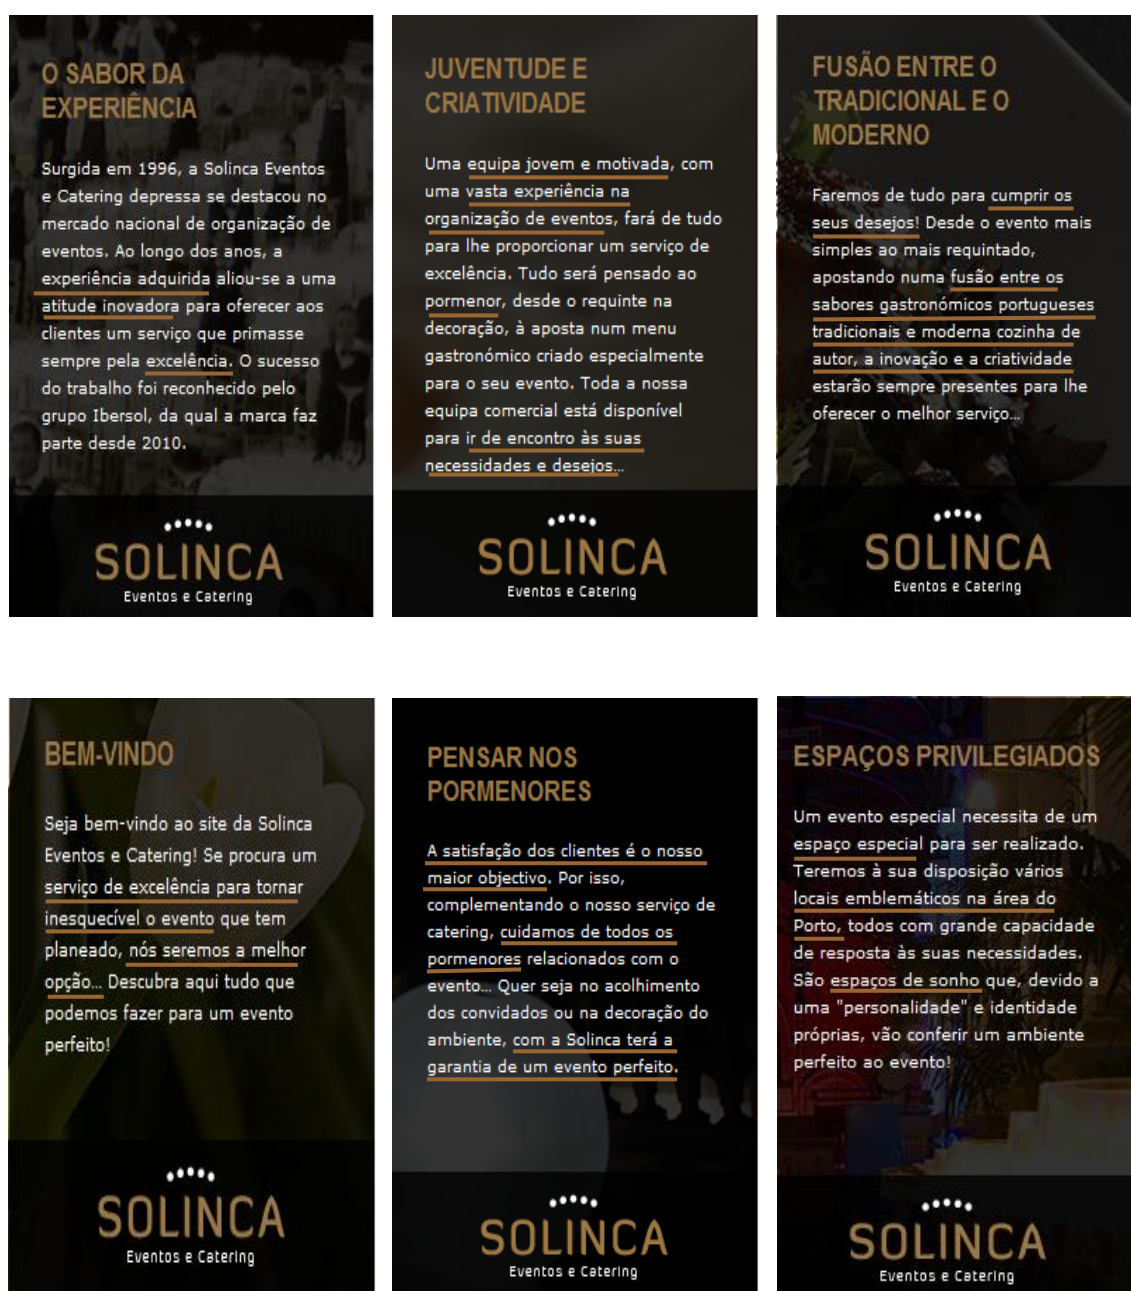 O SABOR DA
EXPERIÊNCIA
Surgida em 1996, a Solinca Eventos
e Catering depressa se destacou no
mercado nacional de organização de
eventos. Ao longo dos anos, a
experiência adquirida aliou-se a uma
atitude inovadora para oferecer aos
clientes um serviço que primasse
sempre pela excelência. O sucesso
do trabalho foi reconhecido pelo
grupo Ibersol, da qual a marca faz
parte desde 2010.
SOLINCA
Eventos e Catering
JUVENTUDE E
CRIATIVIDADE
Uma equipa jovem e motivada, com
uma vasta experiência na
organização de eventos, fará de tudo
para lhe proporcionar um serviço de
excelência. Tudo será pensado ao
pormenor, desde o requinte na
decoração, à aposta num menu
gastronómico criado especialmente
para o seu evento. Toda a nossa
equipa comercial está disponível
para ir de encontro às suas
necessidades e desejos...
SOLINCA
Eventos e Catering
FUSÃO ENTRE O
TRADICIONAL E O
MODERNO
Faremos de tudo para cumprir os
seus desejos! Desde o evento mais
simples ao mais requintado,
apostando numa fusão entre os
sabores gastronómicos portugueses
tradicionais e moderna cozinha de
autor, a inovação e a criatividade
estarão sempre presentes para lhe
oferecer o melhor serviço...
SOLINCA
Eventos e Catering
BEM-VINDO
Seja bem-vindo ao site da Solinca
Eventos e Catering! Se procura um
serviço de excelência para tornar
inesquecível o evento que tem
planeado, nós seremos a melhor
opção... Descubra aqui tudo que
podemos fazer para um evento
perfeito!
SOLINCA
Eventos e Catering
PENSAR NOS
PORMENORES
A satisfação dos clientes é o nosso
maior objectivo. Por isso,
complementando o nosso serviço de
catering, cuidamos de todos os
pormenores relacionados com o
evento... Quer seja no acolhimento
dos convidados ou na decoração do
ambiente, com a Solinca terá a
garantia de um evento perfeito.
SOLINCA
Eventos e Catering
ESPAÇOS PRIVILEGIADOS
Um evento especial necessita de um
espaço especial para ser realizado.
Teremos à sua disposição vários
locais emblemáticos na área do
Porto, todos com grande capacidade
de resposta às suas necessidades.
São espaços de sonho que, devido a
uma "personalidade" e identidade
próprias, vão conferir um ambiente
perfeito ao evento!
SOLINCA
Eventos e Catering